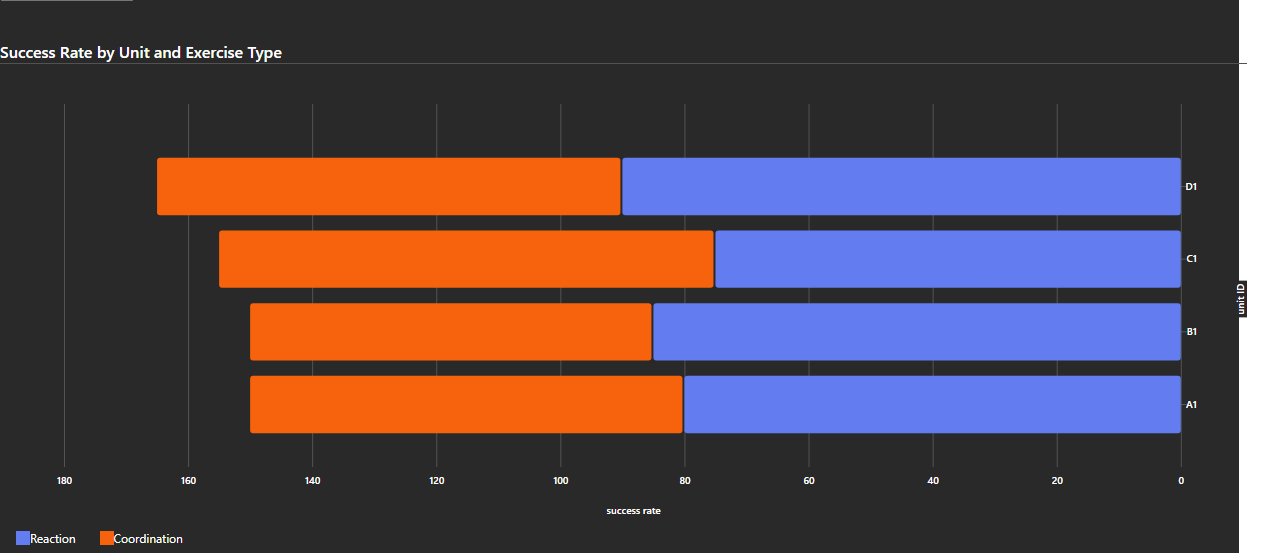 Success Rate by Unit and Exercise Type
D1
C1
B1
A1
unit ID
180 160 140 120 100 80 60 40 20 0
success rate
Reaction Coordination